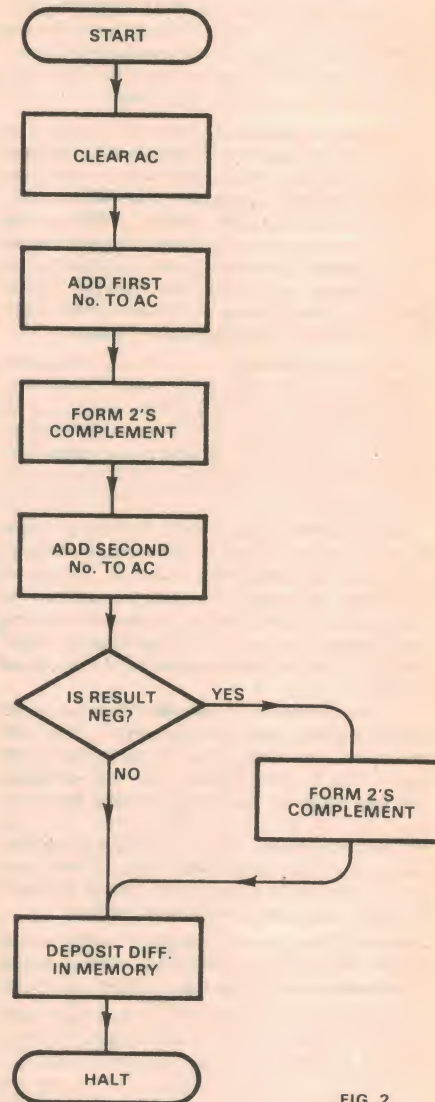 START
CLEAR AC
ADD FIRST
No. TO AC
FORM 2'S
COMPLEMENT
ADD SECOND
No. TO AC
IS RESULT
NEG?
YES
NO
FORM 2'S
COMPLEMENT
DEPOSIT DIFF.
IN MEMORY
HALT
FIG. 2